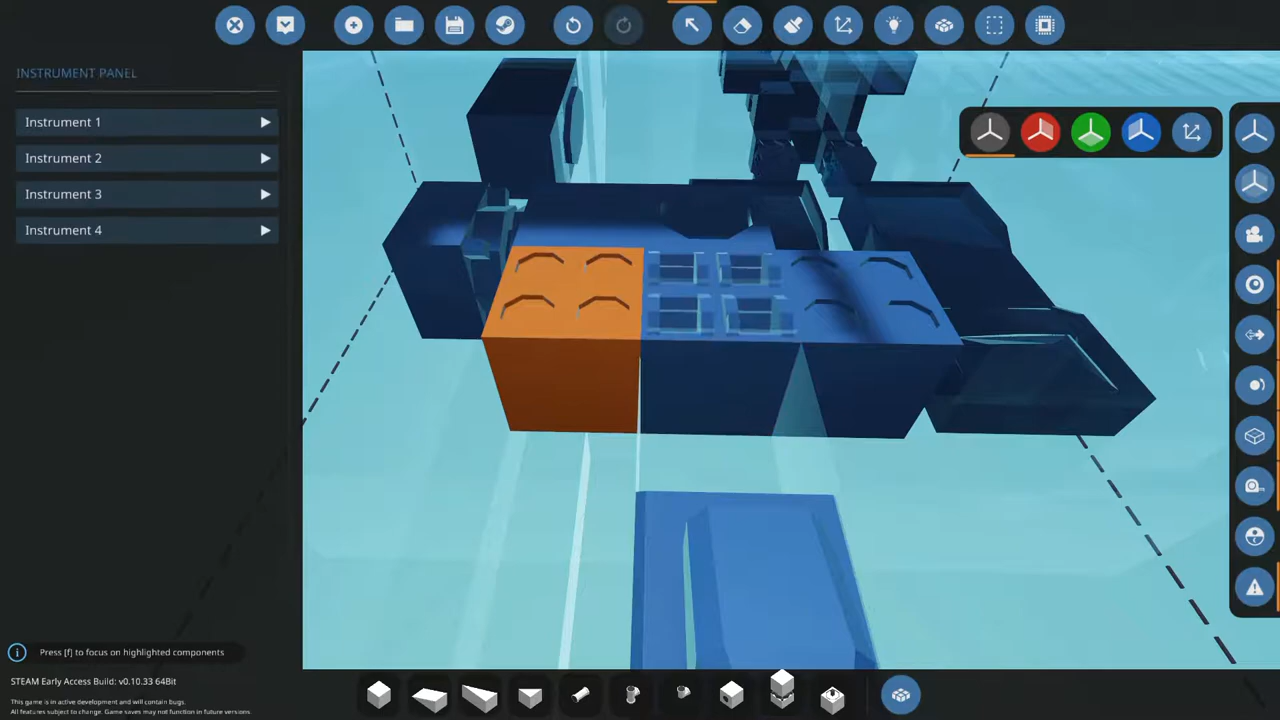 INSTRUMENT PANEL
Instrument 1
Instrument 2
Instrument 3
Instrument 4
Press [f] to focus on highlighted components
STEAM Early Access Build: v0.10.33 64Bit
This game is in active development and will contain bugs.
All features subject to change. Game saves may not function in future versions.